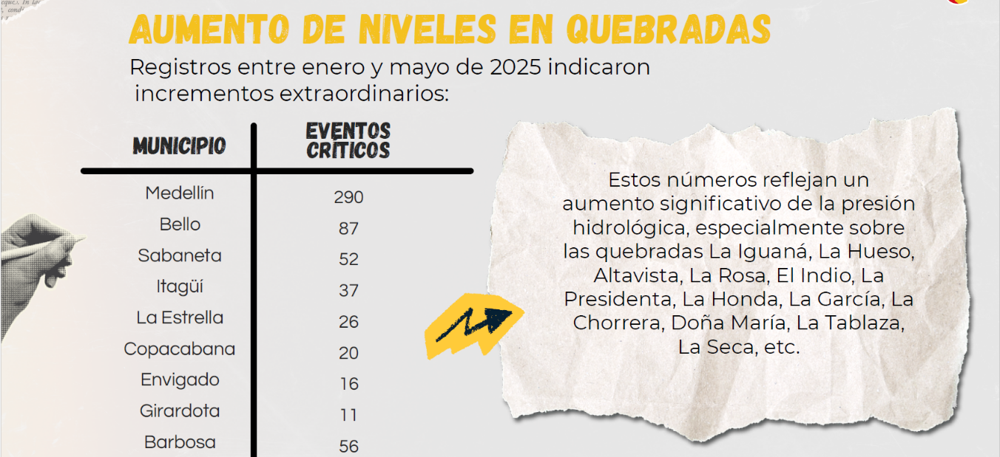 AUMENTO DE NIVELES EN QUEBRADAS
Registros entre enero y mayo de 2025 indicaron
incrementos extraordinarios:
MUNICIPIO
EVENTOS
CRÍTICOS
Medellín 290
Bello 87
Sabaneta 52
Itagüí 37
La Estrella 26
Copacabana 20
Envigado 16
Girardota 11
Barbosa 56
Estos números reflejan un
aumento significativo de la presión
hidrológica, especialmente sobre
las quebradas La Iguaná, La Hueso,
Altavista, La Rosa, El Indio, La
Presidenta, La Honda, La García, La
Chorrera, Doña María, La Tablaza,
La Seca, etc.